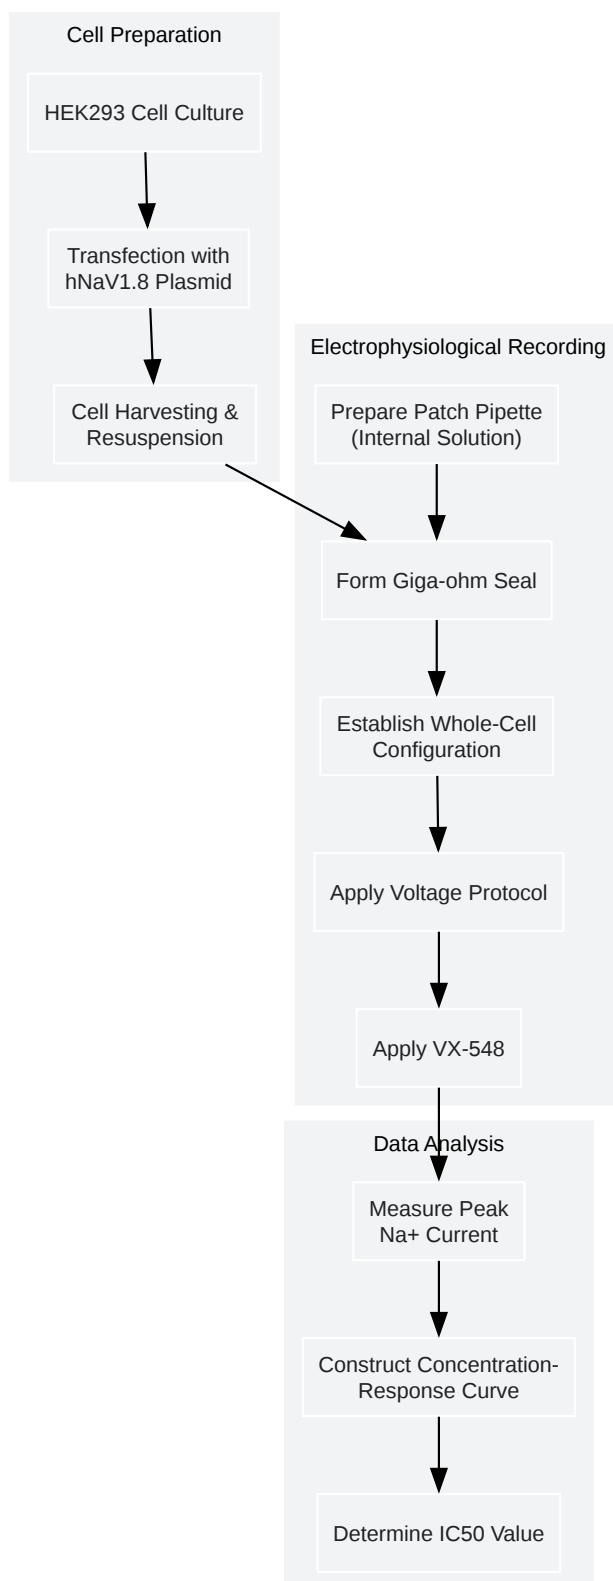 Cell Preparation
HEK293 Cell Culture
Transfection with
hNaV1.8 Plasmid
Cell Harvesting &
Resuspension
Electrophysiological Recording
Prepare Patch Pipette
(Internal Solution)
Form Giga-ohm Seal
Establish Whole-Cell
Configuration
Apply Voltage Protocol
Apply VX-548
Data Analysis
Measure Peak
Na+ Current
Construct Concentration-
Response Curve
Determine IC50 Value